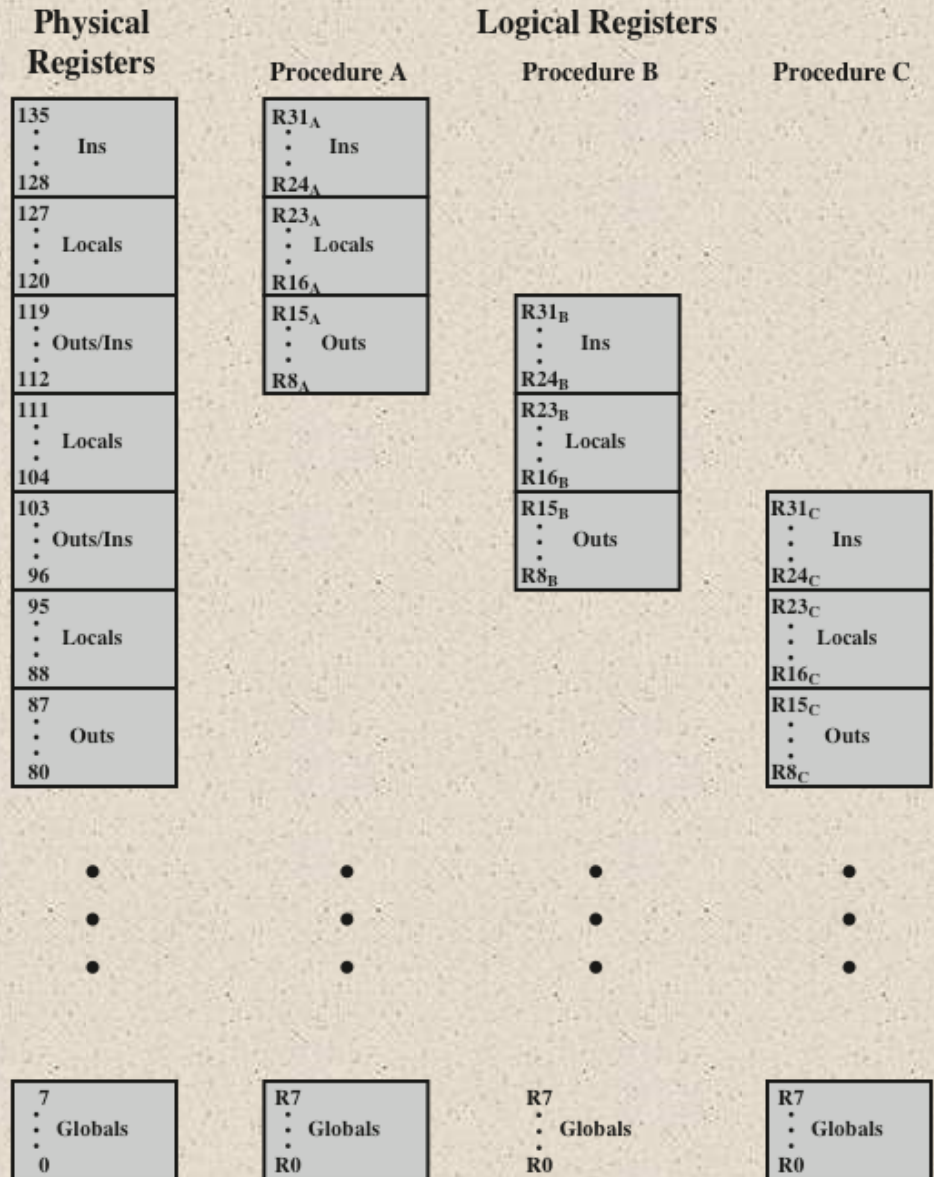 Physical
Registers
Logical Registers
Procedure A
Procedure B
Procedure C
135
Ins
128
127
Locals
120
119
Outs/Ins
112
111
Locals
104
103
Outs/Ins
96
95
Locals
88
87
Outs
80
7
Globals
0
R31A
Ins
R24A
R23A
Locals
R16A
R15A
Outs
R8A
R7
Globals
R0
R31B
Ins
R24B
R23B
Locals
R16B
R15B
Outs
R8B
R7
Globals
R0
R31C
Ins
R24C
R23C
Locals
R16C
R15C
Outs
R8C
R7
Globals
R0